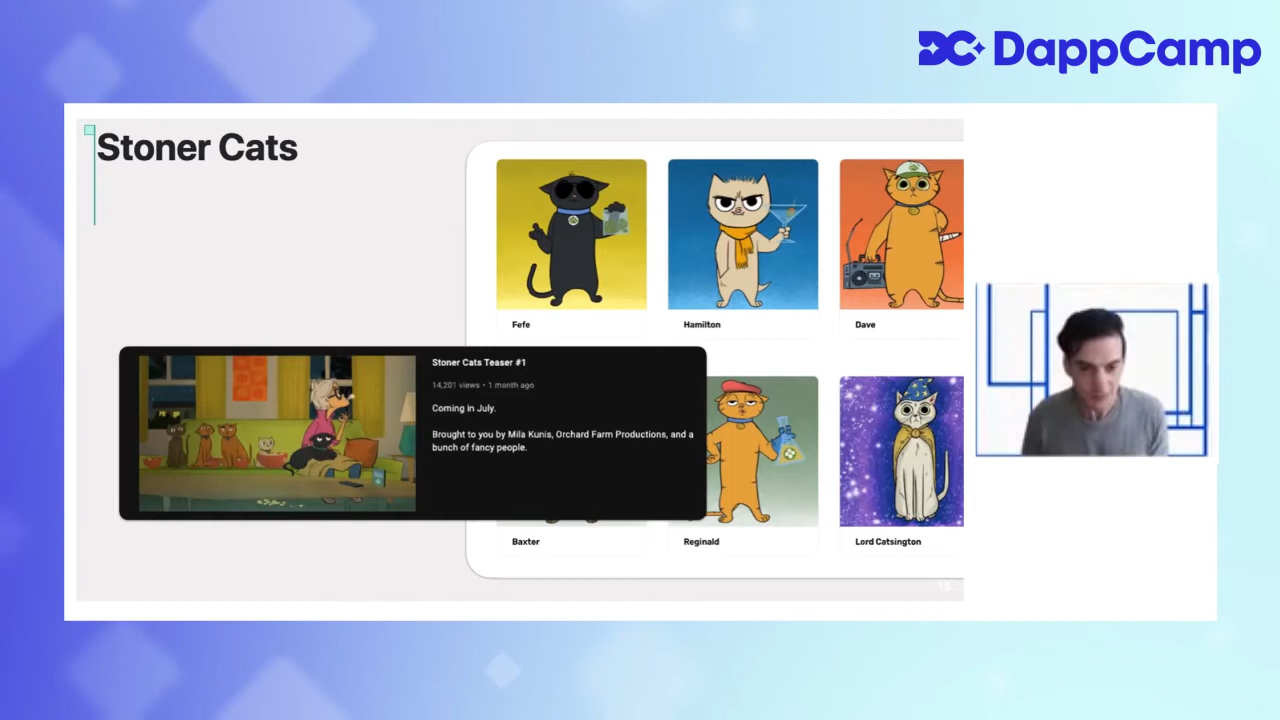 DappCamp
Stoner Cats
Fefe
Hamilton
Dave
Stoner Cats Teaser #1
14,201 views • 1 month ago
Coming in July.
Brought to you by Mila Kunis, Orchard Farm Productions, and a
bunch of fancy people.
Baxter
Reginald
Lord Catsington